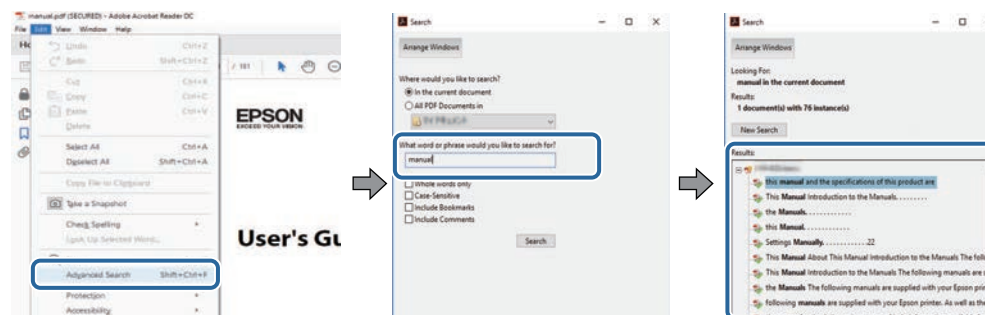 manual.pdf (SECURED) - Adobe Acrobat Reader DC
File Edit View Window Help
Undo Ctrl+Z
Redo Shift+Ctrl+Z
Cut Ctrl+X
Copy Ctrl+C
Paste Ctrl+V
Delete
Select All Ctrl+A
Deselect All Shift+Ctrl+A
Copy File to Clipboard
Take a Snapshot
Check Spelling
Look Up Selected Word...
Advanced Search Shift+Ctrl+F
Protection
Accessibility
/ 181
EPSON
EXCEED YOUR VISION
User's Gu
Search
Arrange Windows
Where would you like to search?
In the current document
All PDF Documents in
What word or phrase would you like to search for?
manual
Whole words only
Case-Sensitive
Include Bookmarks
Include Comments
Search
Search
Arrange Windows
Looking For:
manual in the current document
Results:
1 document(s) with 76 instance(s)
New Search
Results:
this manual and the specifications of this product are
This Manual Introduction to the Manuals.........
the Manuals............
this Manual............
Settings Manually............22
This Manual About This Manual Introduction to the Manuals The foll
This Manual Introduction to the Manuals The following manuals are s
the Manuals The following manuals are supplied with your Epson prin
following manuals are supplied with your Epson printer. As well as the